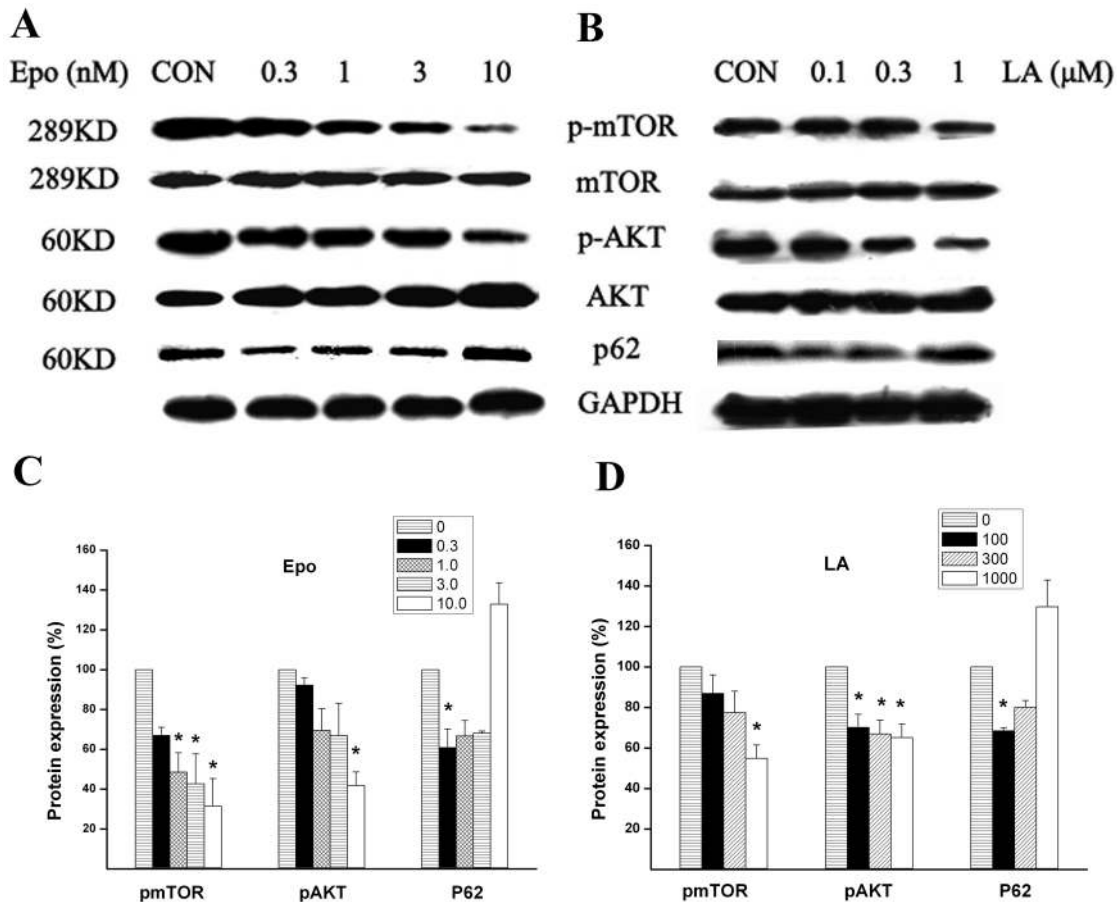 A
Epo (nM) CON 0.3 1 3 10
289KD
289KD
60KD
60KD
60KD
B
CON 0.1 0.3 1 LA (μM)
p-mTOR
mTOR
p-AKT
AKT
p62
GAPDH
C
0
0.3
1.0
3.0
10.0
Epo
Protein expression (%)
160
140
120
100
80
60
40
20
* * *
*
*
pmTOR pAKT P62
D
0
100
300
1000
LA
Protein expression (%)
160
140
120
100
80
60
40
20
*
* * *
*
pmTOR pAKT P62